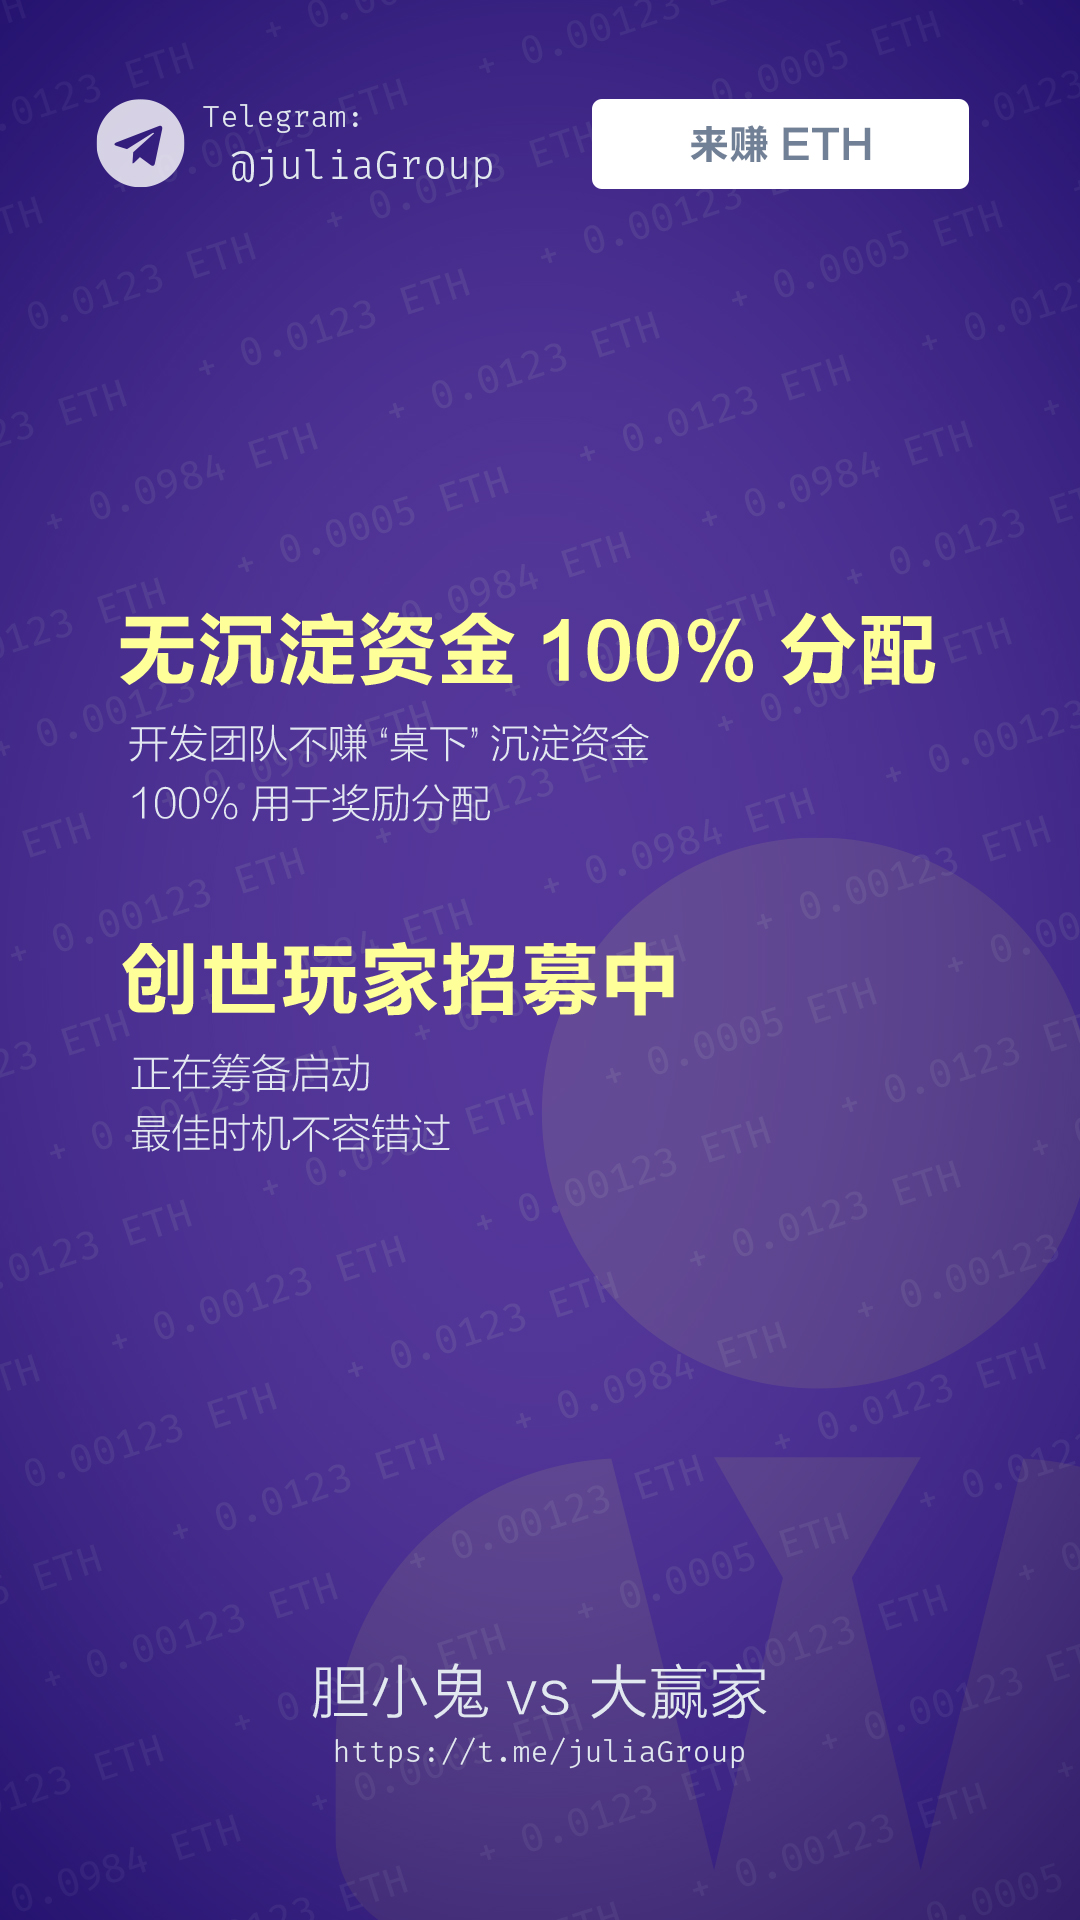 Telegram:
@juliaGroup
来赚 ETH
无沉淀资金 100% 分配
开发团队不赚 “桌下” 沉淀资金
100% 用于奖励分配
创世玩家招募中
正在筹备启动
最佳时机不容错过
胆小鬼 vs 大赢家
https://t.me/juliaGroup